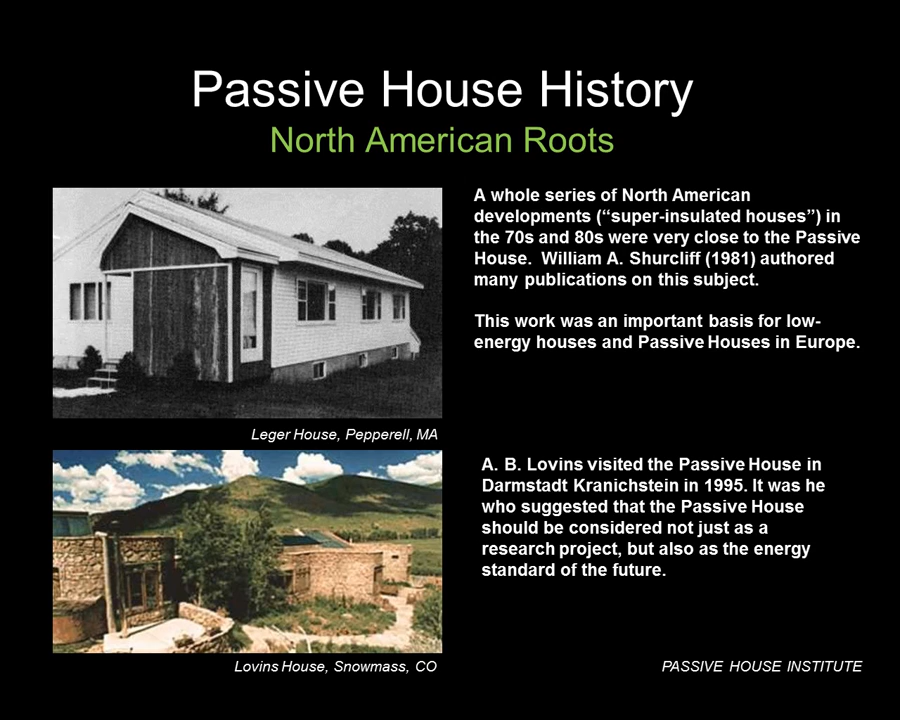 Passive House History
North American Roots
A whole series of North American
developments (“super-insulated houses”) in
the 70s and 80s were very close to the Passive
House.  William A. Shurcliff (1981) authored
many publications on this subject.
This work was an important basis for low-
energy houses and Passive Houses in Europe.
Leger House, Pepperell, MA
A. B. Lovins visited the Passive House in
Darmstadt Kranichstein in 1995. It was he
who suggested that the Passive House
should be considered not just as a
research project, but also as the energy
standard of the future.
Lovins House, Snowmass, CO
PASSIVE HOUSE INSTITUTE